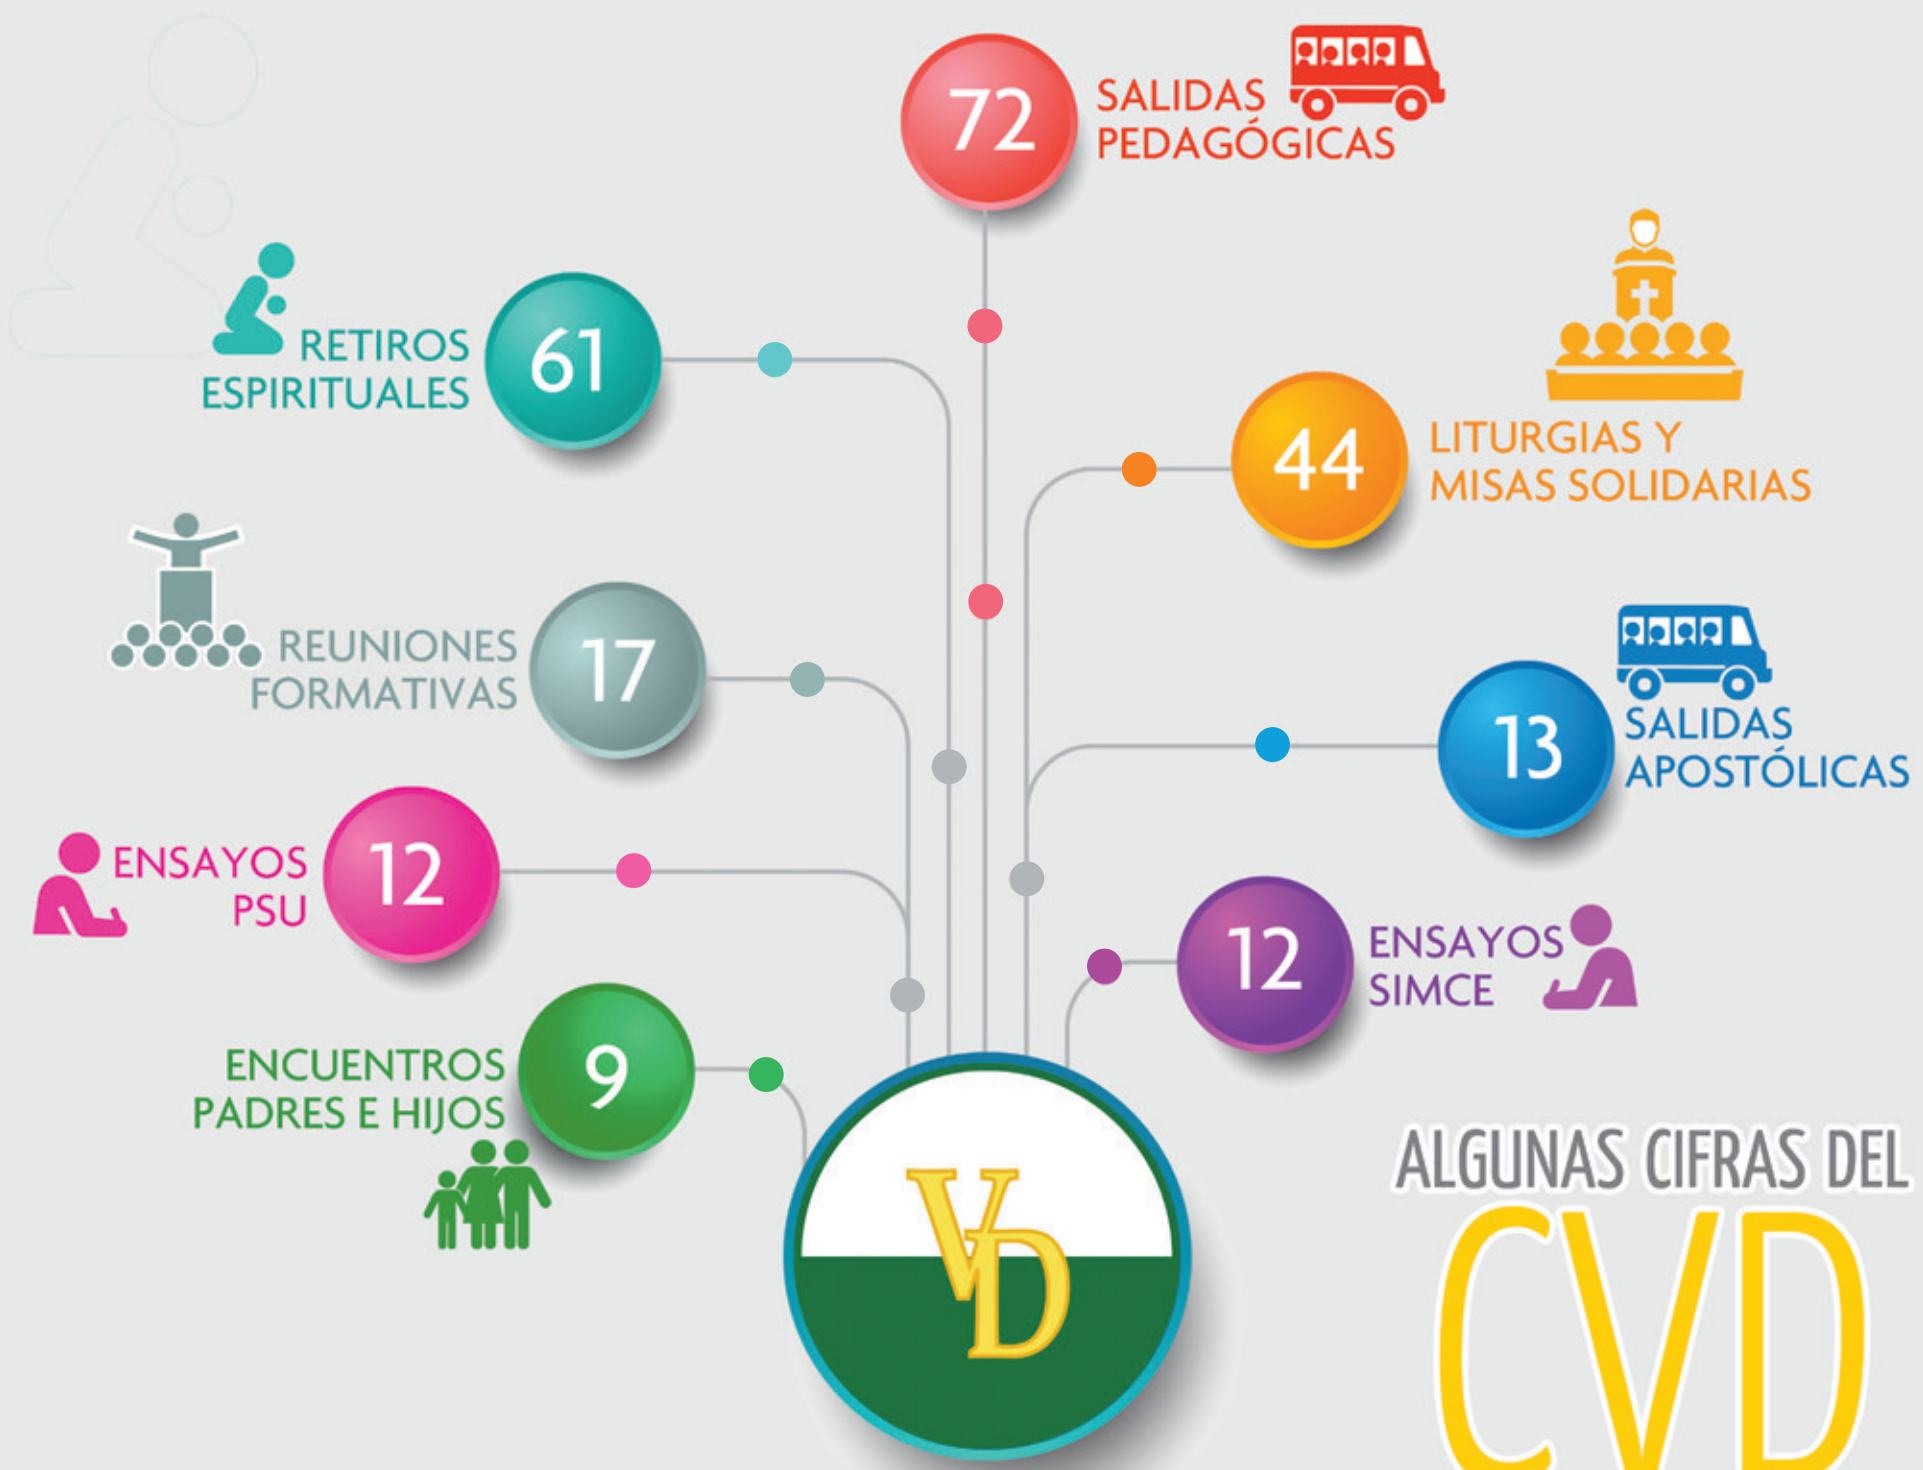 72
SALIDAS
PEDAGÓGICAS
RETIROS
ESPIRITUALES
61
44
LITURGIAS Y
MISAS SOLIDARIAS
REUNIONES
FORMATIVAS
17
13
SALIDAS
APOSTÓLICAS
ENSAYOS
PSU
12
12
ENSAYOS
SIMCE
ENCUENTROS
PADRES E HIJOS
9
VD
ALGUNAS CIFRAS DEL
CVD